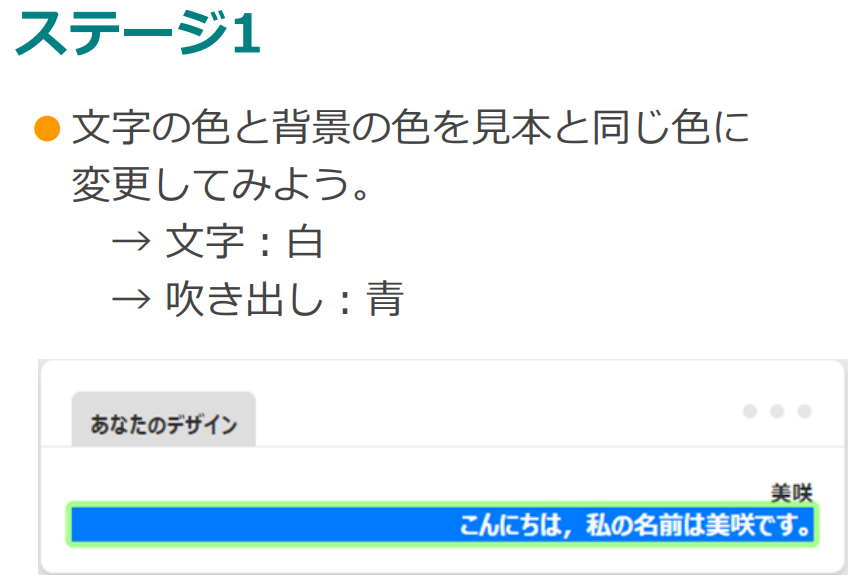 ステージ1
● 文字の色と背景の色を見本と同じ色に
変更してみよう。
→ 文字：白
→ 吹き出し：青
あなたのデザイン
美咲
こんにちは，私の名前は美咲です。